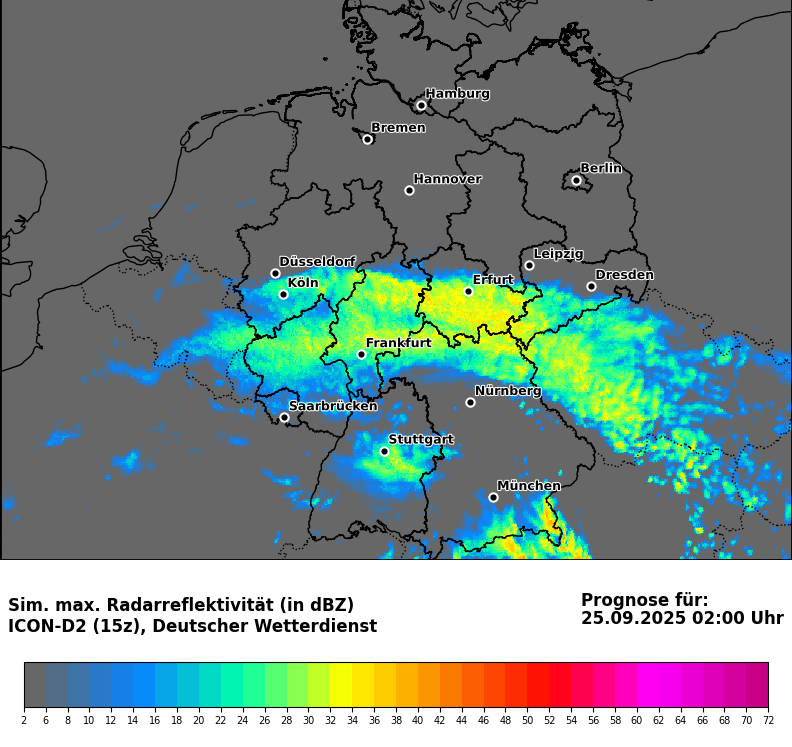 Hamburg
Bremen
Berlin
Hannover
Leipzig
Düsseldorf
Dresden
Köln
Erfurt
Frankfurt
Nürnberg
Saarbrücken
Stuttgart
München
Sim. max. Radarreflektivität (in dBZ)
ICON-D2 (15z), Deutscher Wetterdienst
Prognose für:
25.09.2025 02:00 Uhr
2 6 8 10 12 14 16 18 20 22 24 26 28 30 32 34 36 38 40 42 44 46 48 50 52 54 56 58 60 62 64 66 68 70 72